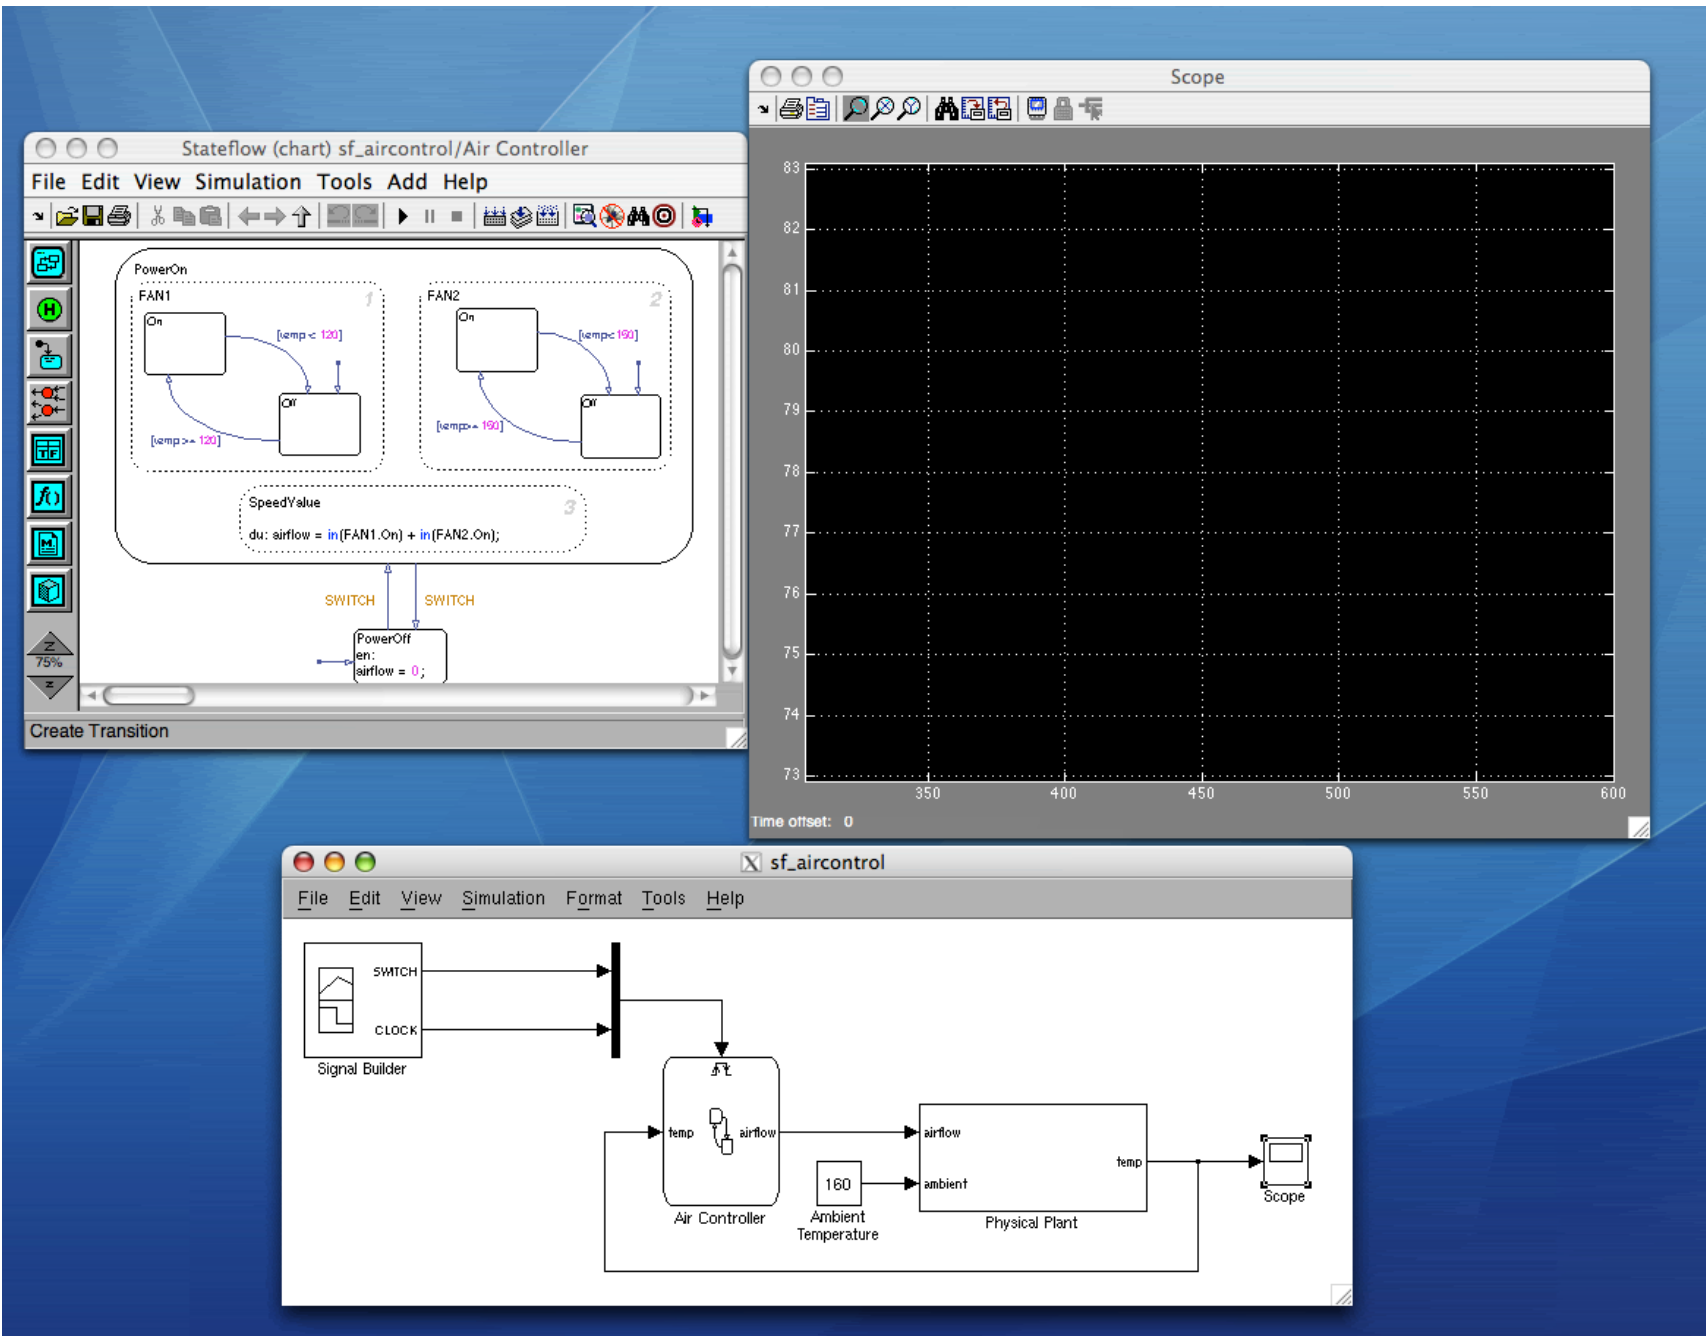 Scope
83
82
81
80
79
78
77
76
75
74
73
350 400 450 500 550 600
Time offset: 0
Stateflow (chart) sf_aircontrol/Air Controller
File Edit View Simulation Tools Add Help
PowerOn
FAN1 1
On
[temp < 120]
Off
[temp >= 120]
FAN2 2
On
[temp<150]
Off
[temp>= 150]
SpeedValue 3
du: airflow = in(FAN1.On) + in(FAN2.On);
SWITCH SWITCH
PowerOff
en:
airflow = 0;
H
TF
f()
M
Z
75%
z
Create Transition
X sf_aircontrol
File Edit View Simulation Format Tools Help
SWITCH
CLOCK
Signal Builder
temp airflow
Air Controller
160
Ambient
Temperature
airflow
ambient
temp
Physical Plant
Scope